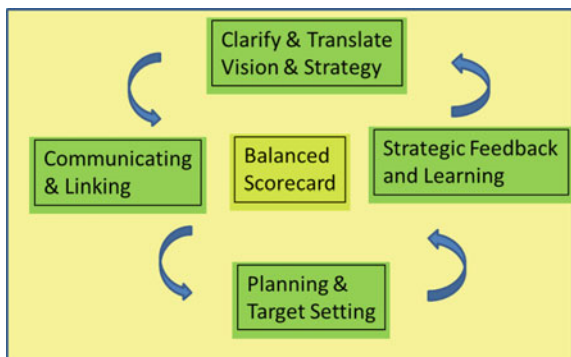 Clarify & Translate
Vision & Strategy
Communicating
& Linking
Balanced
Scorecard
Strategic Feedback
and Learning
Planning &
Target Setting